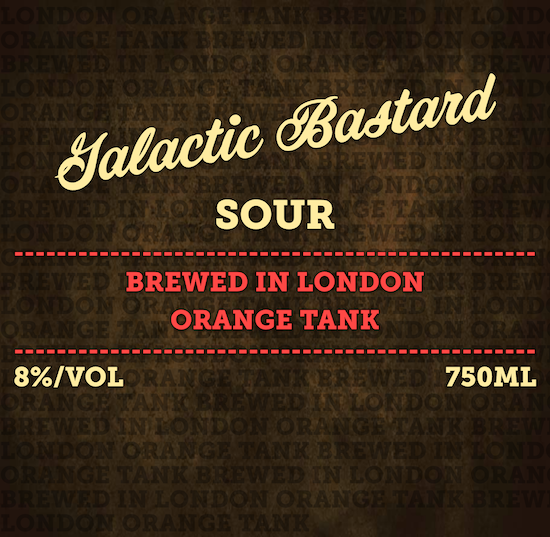 Galactic Bastard
SOUR
BREWED IN LONDON
ORANGE TANK
8%/VOL
750ML